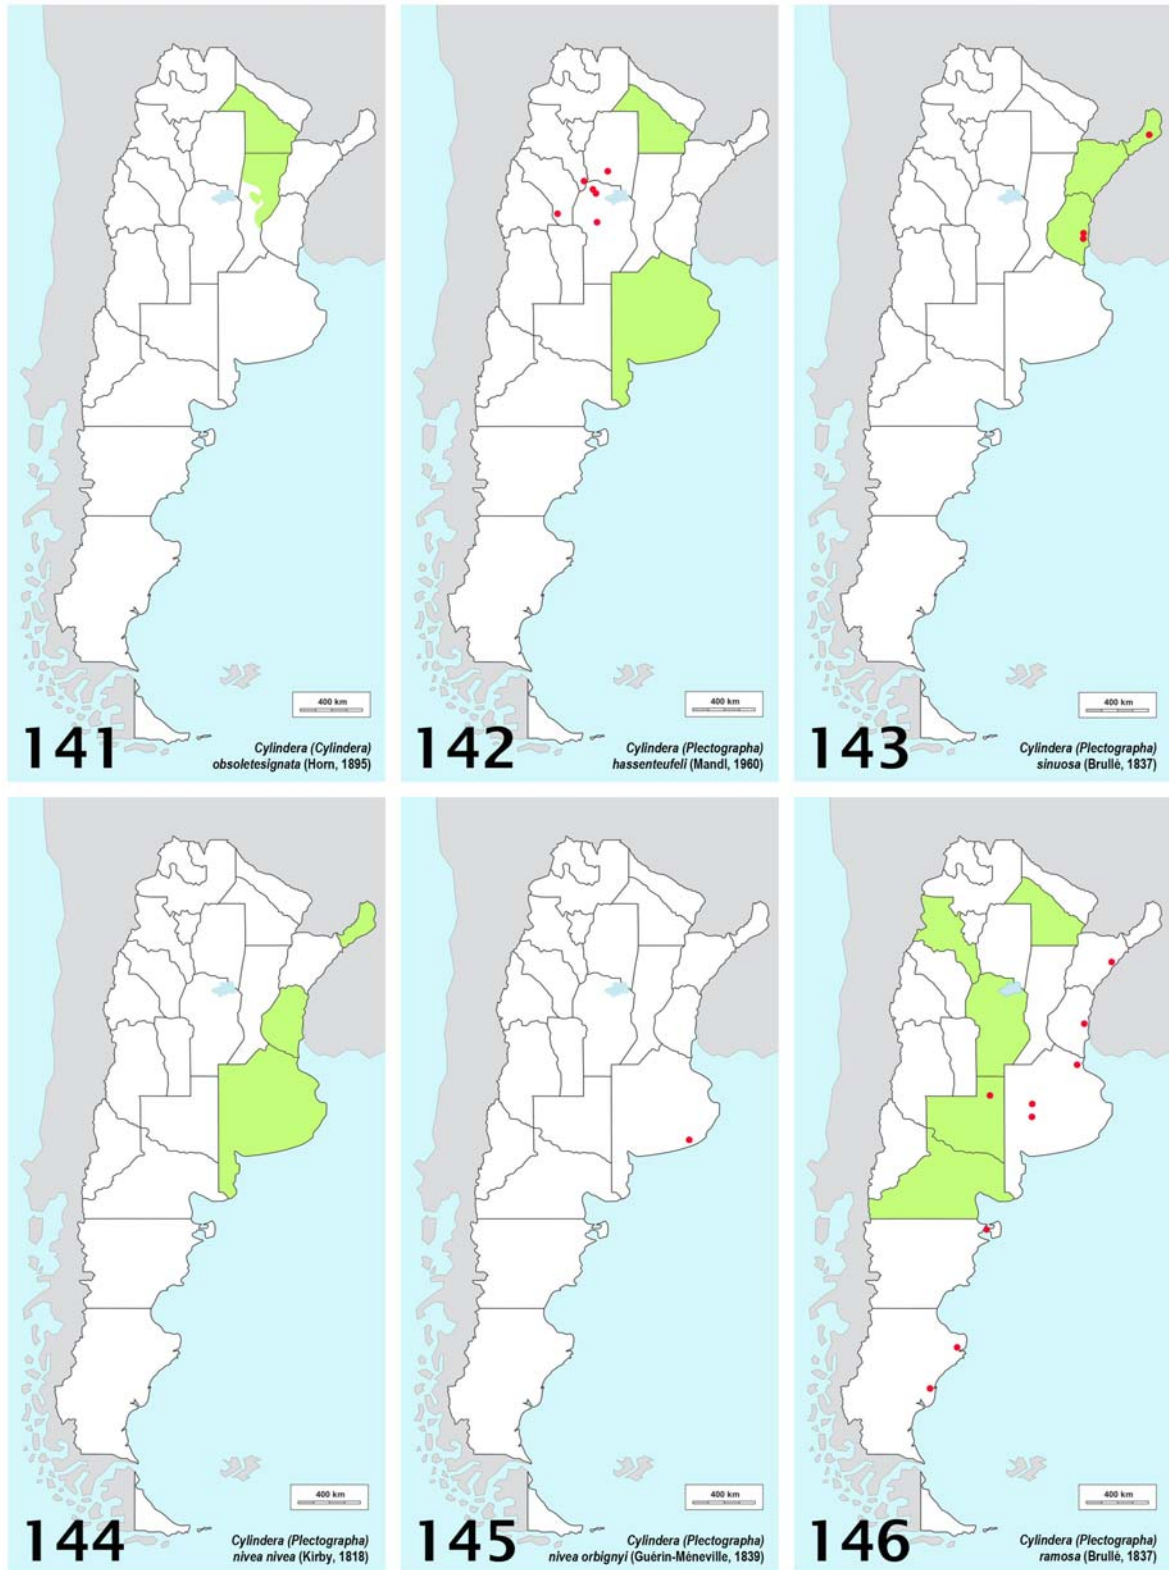 400 km
141
Cylindera (Cylindera)
obsoletesignata (Horn, 1895)
400 km
142
Cylindera (Plectographa)
hassenteufeli (Mandl, 1960)
400 km
143
Cylindera (Plectographa)
sinuosa (Brullé, 1837)
400 km
144
Cylindera (Plectographa)
nivea nivea (Kirby, 1818)
400 km
145
Cylindera (Plectographa)
nivea orbignyi (Guérin-Méneville, 1839)
400 km
146
Cylindera (Plectographa)
ramosa (Brullé, 1837)